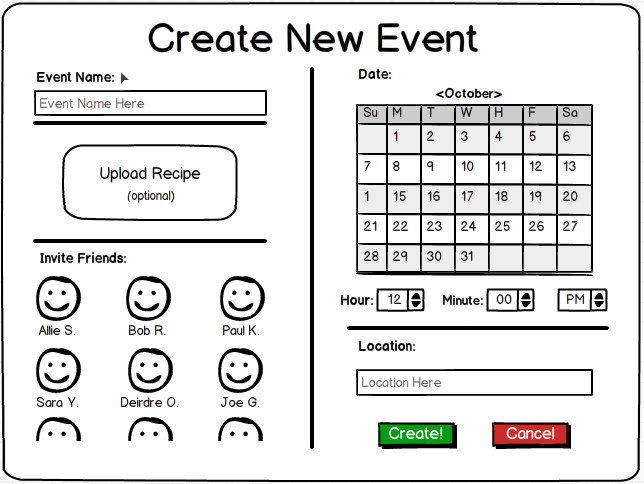 Create New Event
Event Name:
Event Name Here
Upload Recipe
(optional)
Invite Friends:
Allie S. Bob R. Paul K.
Sara Y. Deirdre O. Joe G.
Date:
<October>
Su M T W H F Sa
1 2 3 4 5 6
7 8 9 10 11 12 13
1 15 16 17 18 19 20
21 22 23 24 25 26 27
28 29 30 31
Hour: 12 Minute: 00 PM
Location:
Location Here
Create! Cancel